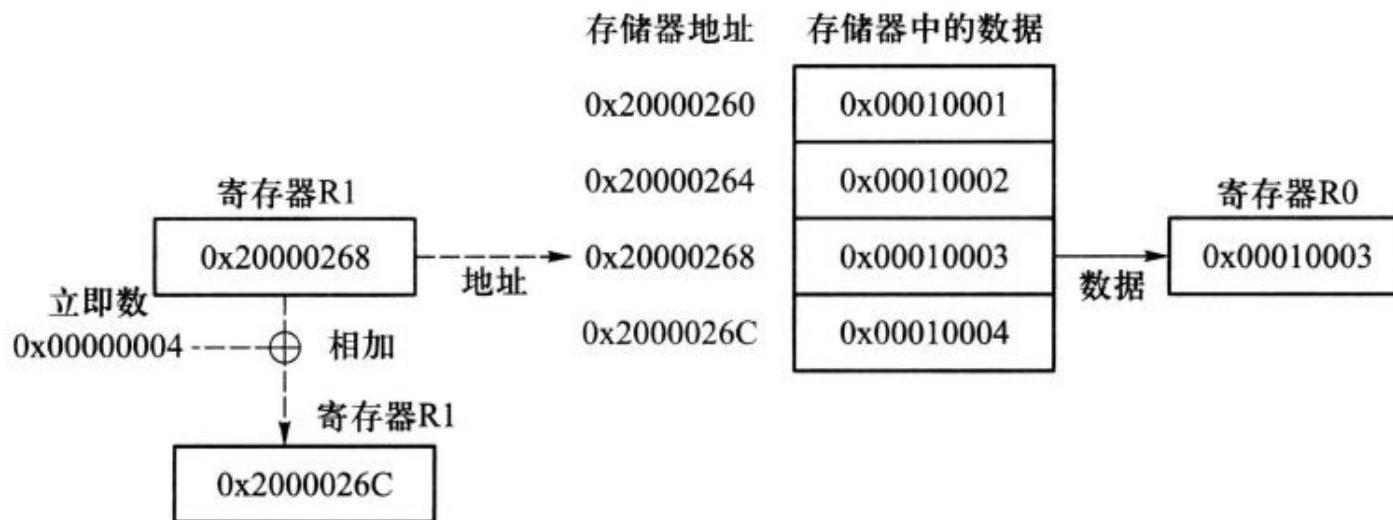 存储器地址 存储器中的数据
0x20000260 0x00010001
0x20000264 0x00010002
寄存器R1 寄存器R0
0x20000268 地址 0x20000268 0x00010003 数据 0x00010003
立即数
0x00000004 相加 0x2000026C 0x00010004
寄存器R1
0x2000026C